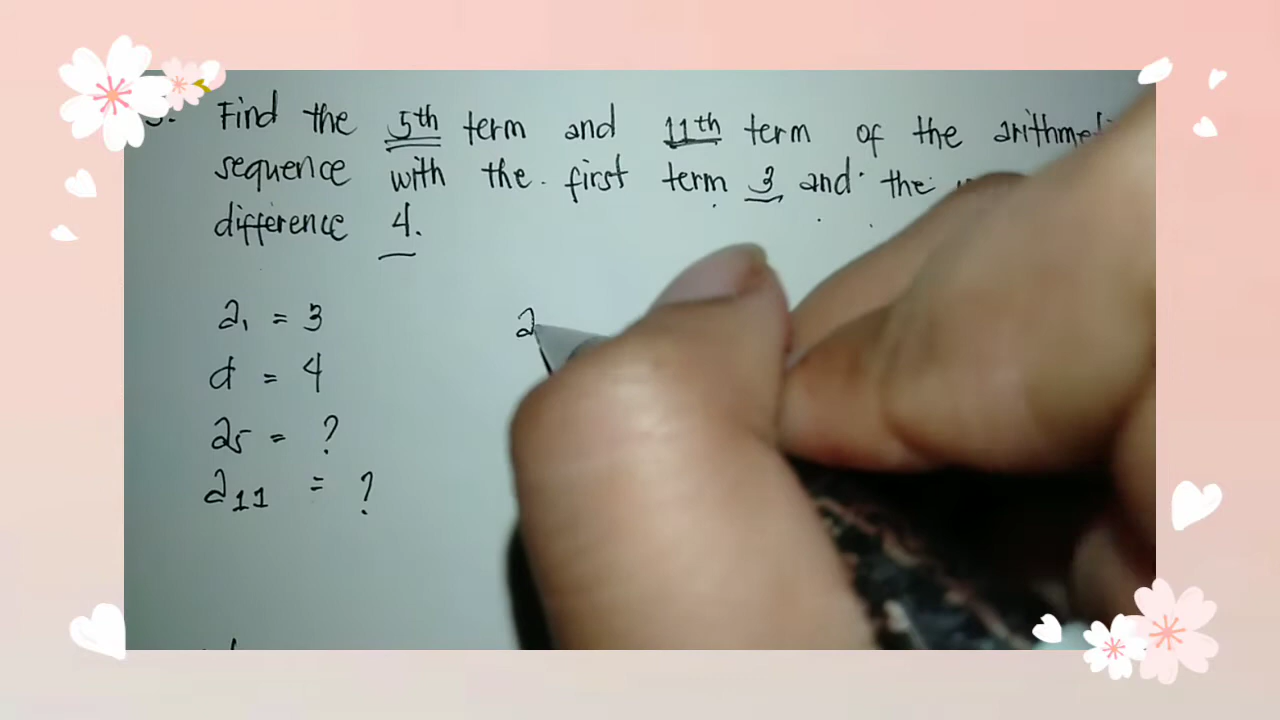 Find the 5th term and 11th term of the arithmeti
sequence with the first term 3 and the
difference 4.
a₁ = 3
d = 4
a₅ = ?
a₁₁ = ?
a